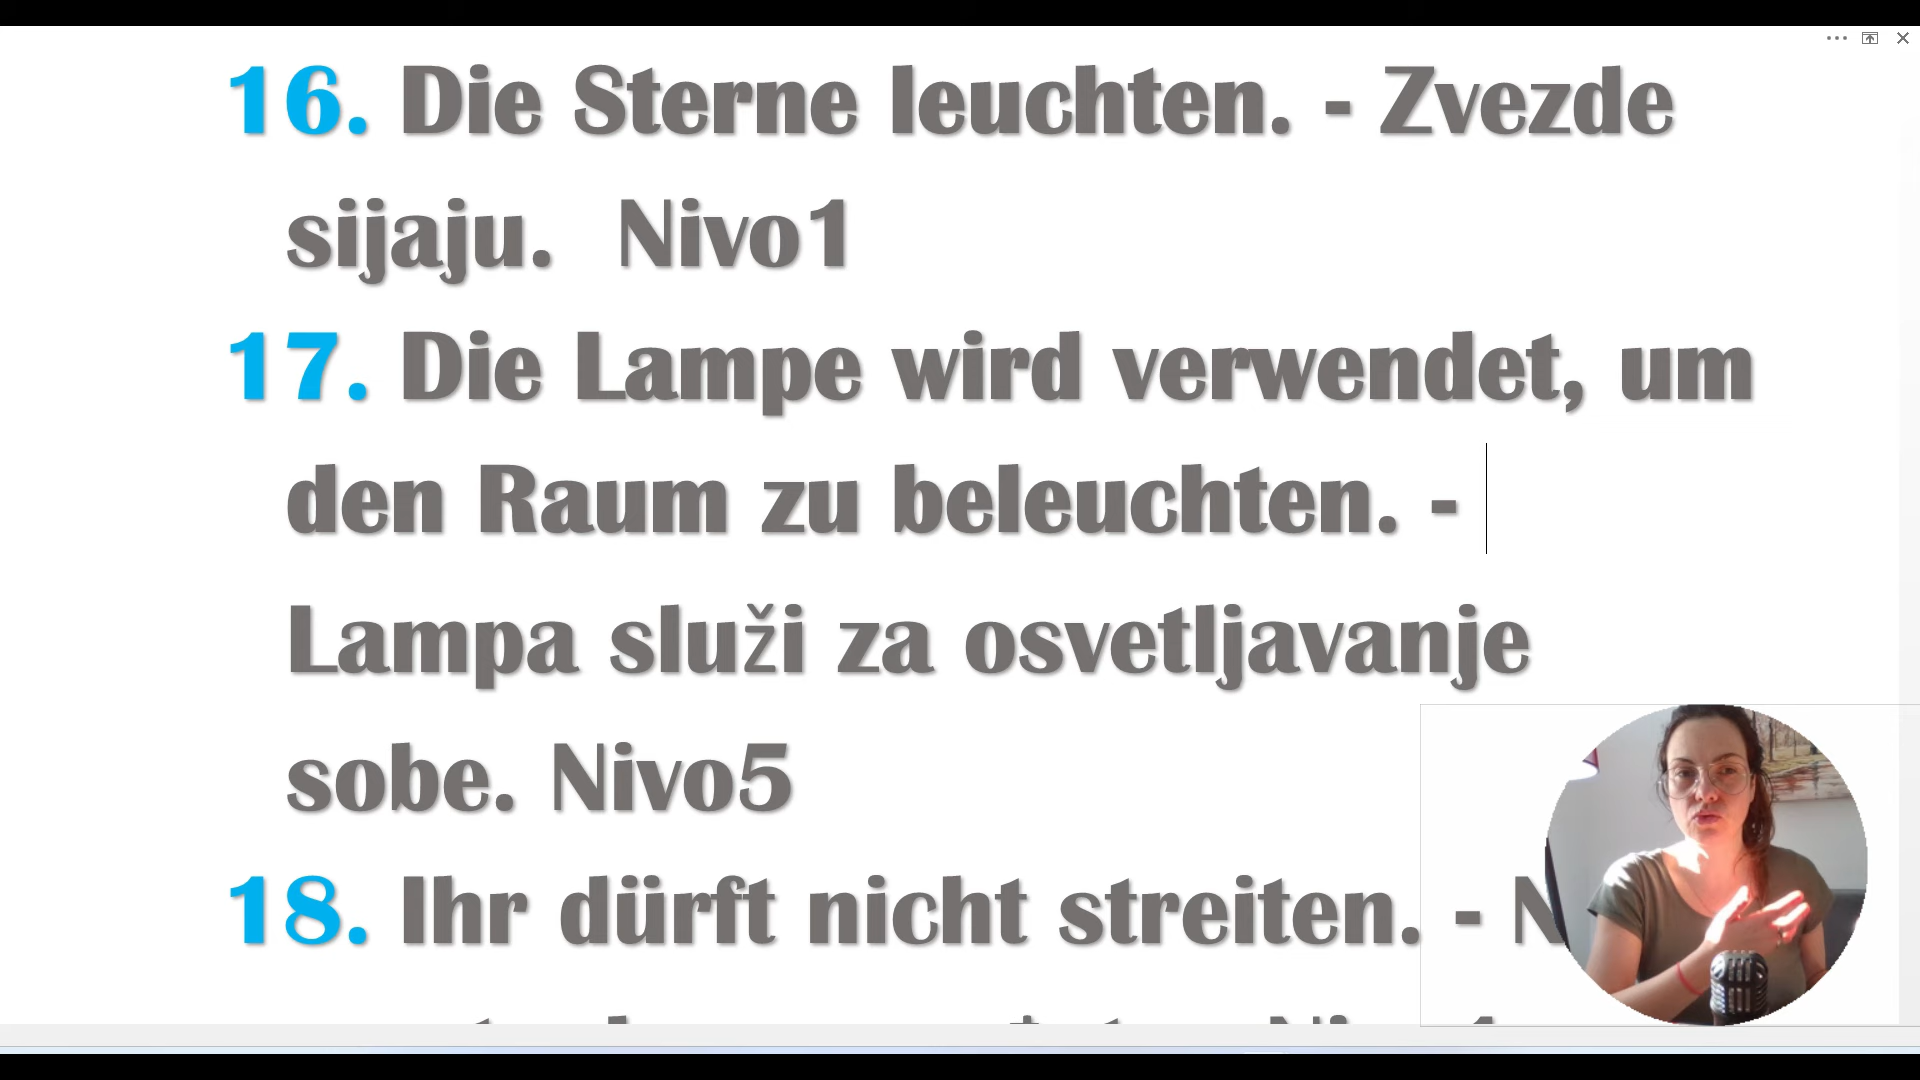 16. Die Sterne leuchten. - Zvezde
sijaju. Nivo1
17. Die Lampe wird verwendet, um
den Raum zu beleuchten. -
Lampa služi za osvetljavanje
sobe. Nivo5
18. Ihr dürft nicht streiten. -